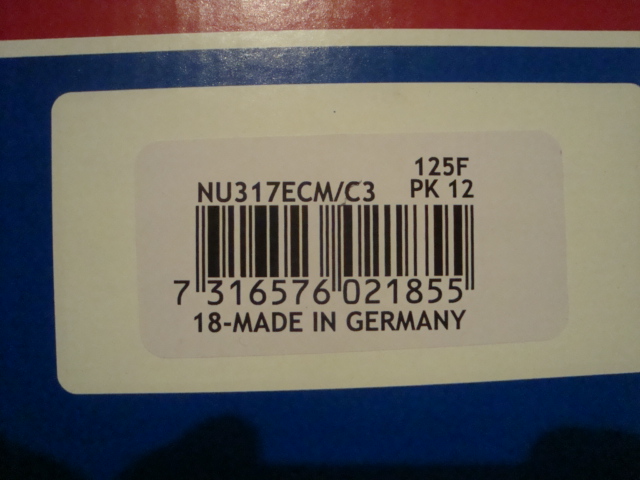 125F
NU317ECM/C3 PK 12
7 316576 021855
18-MADE IN GERMANY